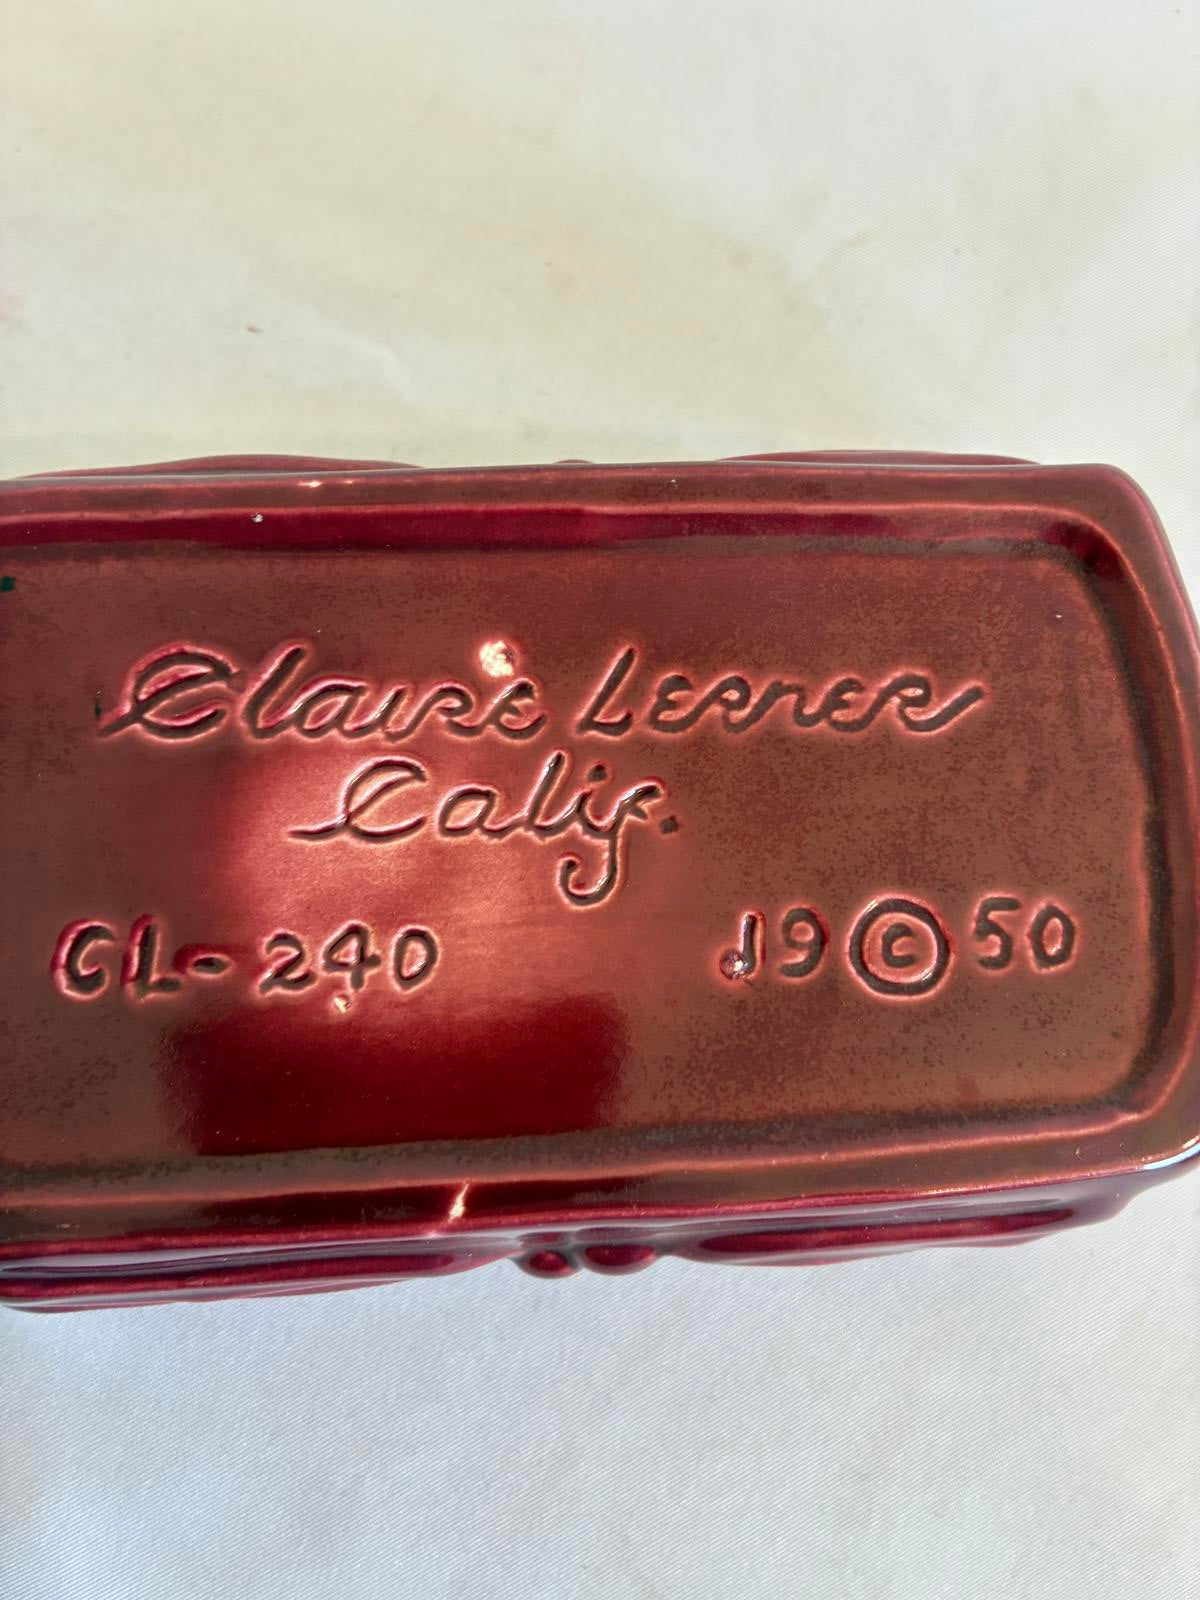 Claire Lerner
Calif.
CL-240 19©50